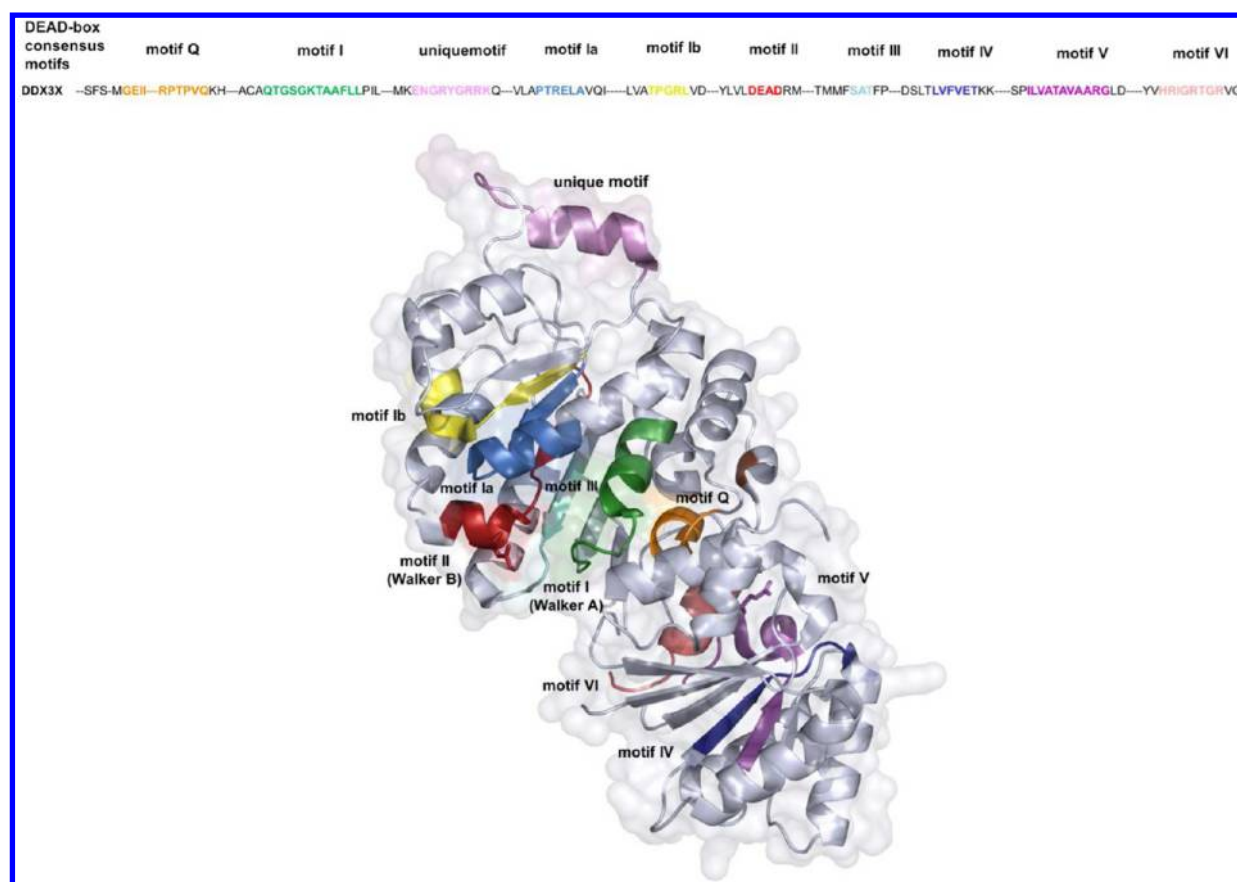 DEAD-box
consensus
motifs
motif Q motif I uniquemotif motif Ia motif Ib motif II motif III motif IV motif V motif VI
DDX3X --SFS-MGEII---RPTPVQKH---ACAQTGSGKTAAFLLPIL---MKENGRYGRRKQ---VLAPTRELAVQI----LVATPGRLVD---YLVLDEADRM---TMMFSATFP---DSLTLVFVETKK-----SPILVATAVAARGLD----YVHRIGRTGRVG
unique motif
motif Ib
motif Ia
motif III
motif Q
motif II
(Walker B)
motif I
(Walker A)
motif V
motif VI
motif IV